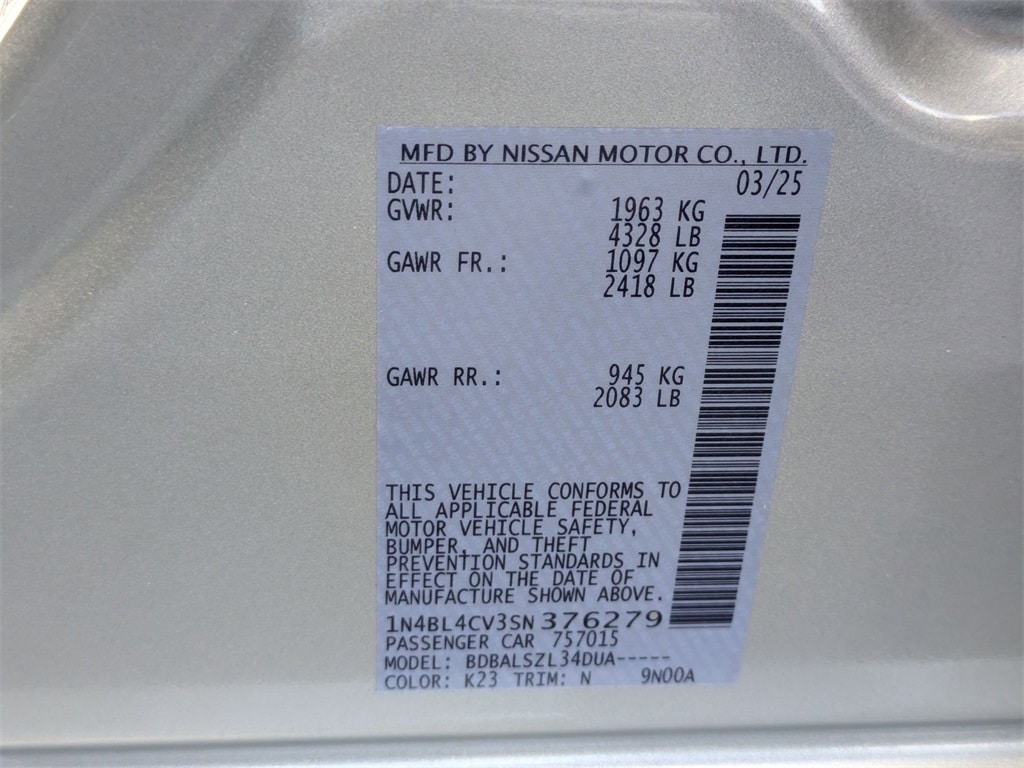 MFD BY NISSAN MOTOR CO., LTD.
DATE: 03/25
GVWR: 1963 KG
4328 LB
GAWR FR.: 1097 KG
2418 LB
GAWR RR.: 945 KG
2083 LB
THIS VEHICLE CONFORMS TO
ALL APPLICABLE FEDERAL
MOTOR VEHICLE SAFETY,
BUMPER, AND THEFT
PREVENTION STANDARDS IN
EFFECT ON THE DATE OF
MANUFACTURE SHOWN ABOVE.
1N4BL4CV3SN376279
PASSENGER CAR 757015
MODEL: BDBALSZL34DUA-----
COLOR: K23 TRIM: N 9N00A